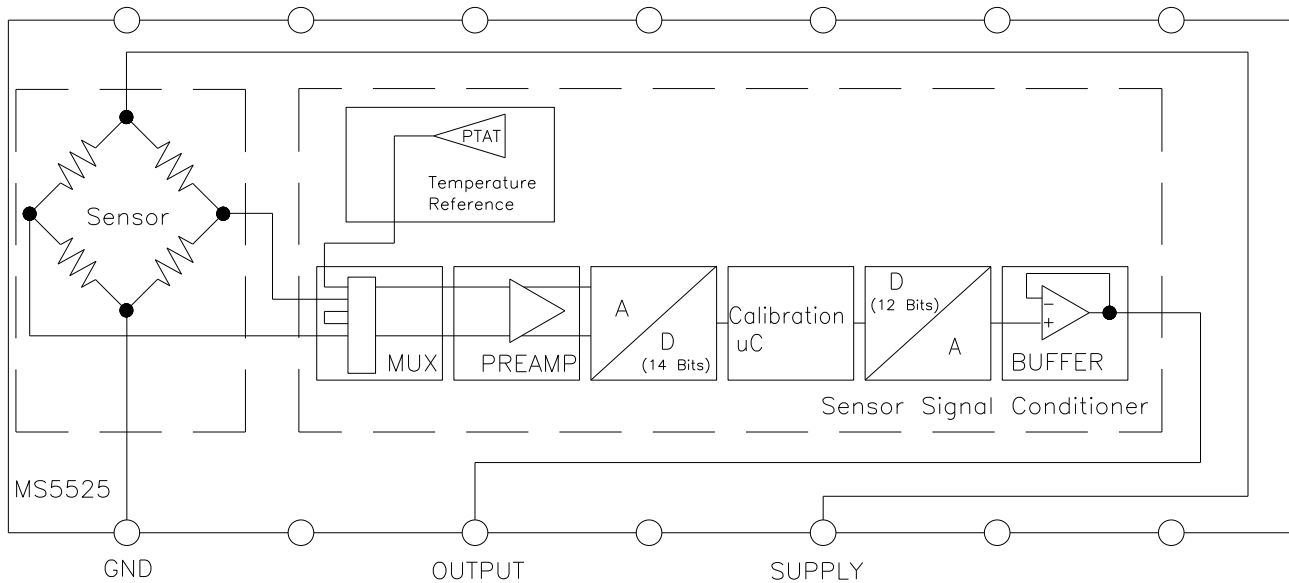 PTAT
Temperature
Reference
Sensor
MUX
PREAMP
A
D
(14 Bits)
Calibration
uC
D
(12 Bits)
A
−
+
BUFFER
Sensor Signal Conditioner
MS5525
GND
OUTPUT
SUPPLY